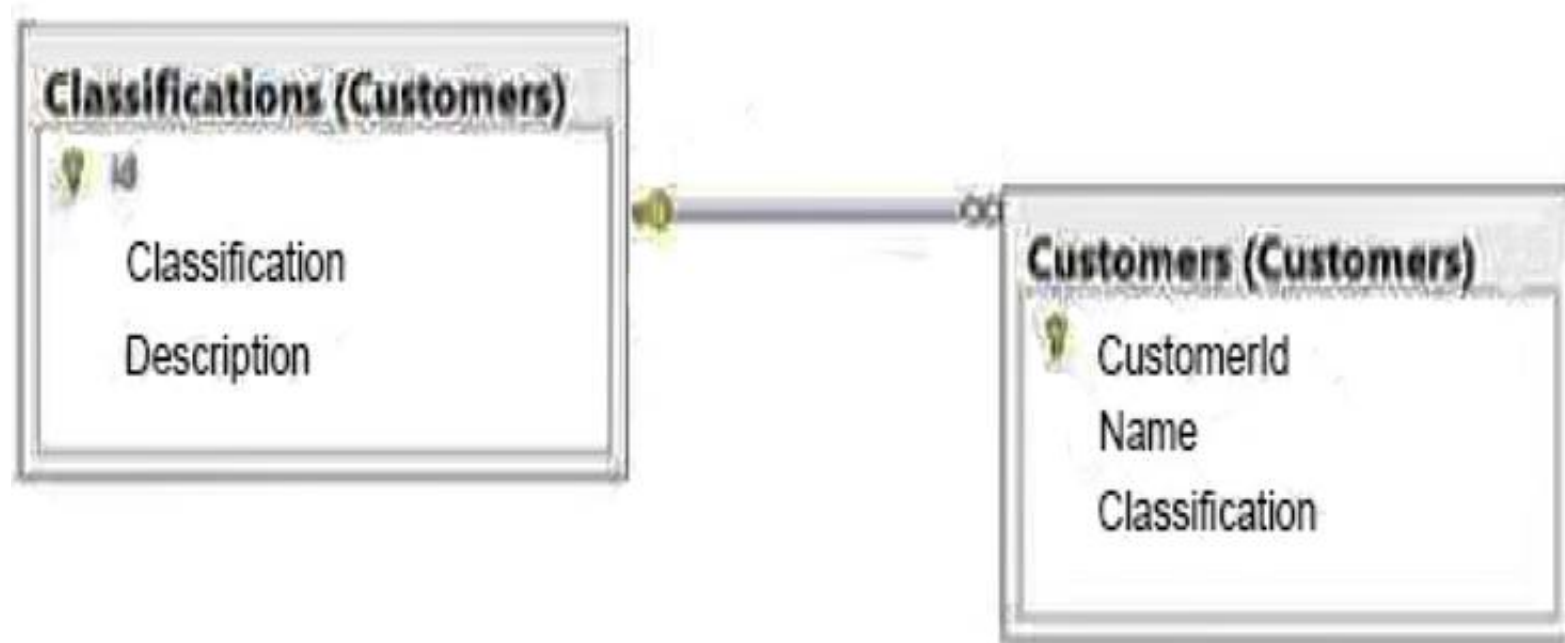 Classifications (Customers)
Id
Classification
Description
Customers (Customers)
CustomerId
Name
Classification